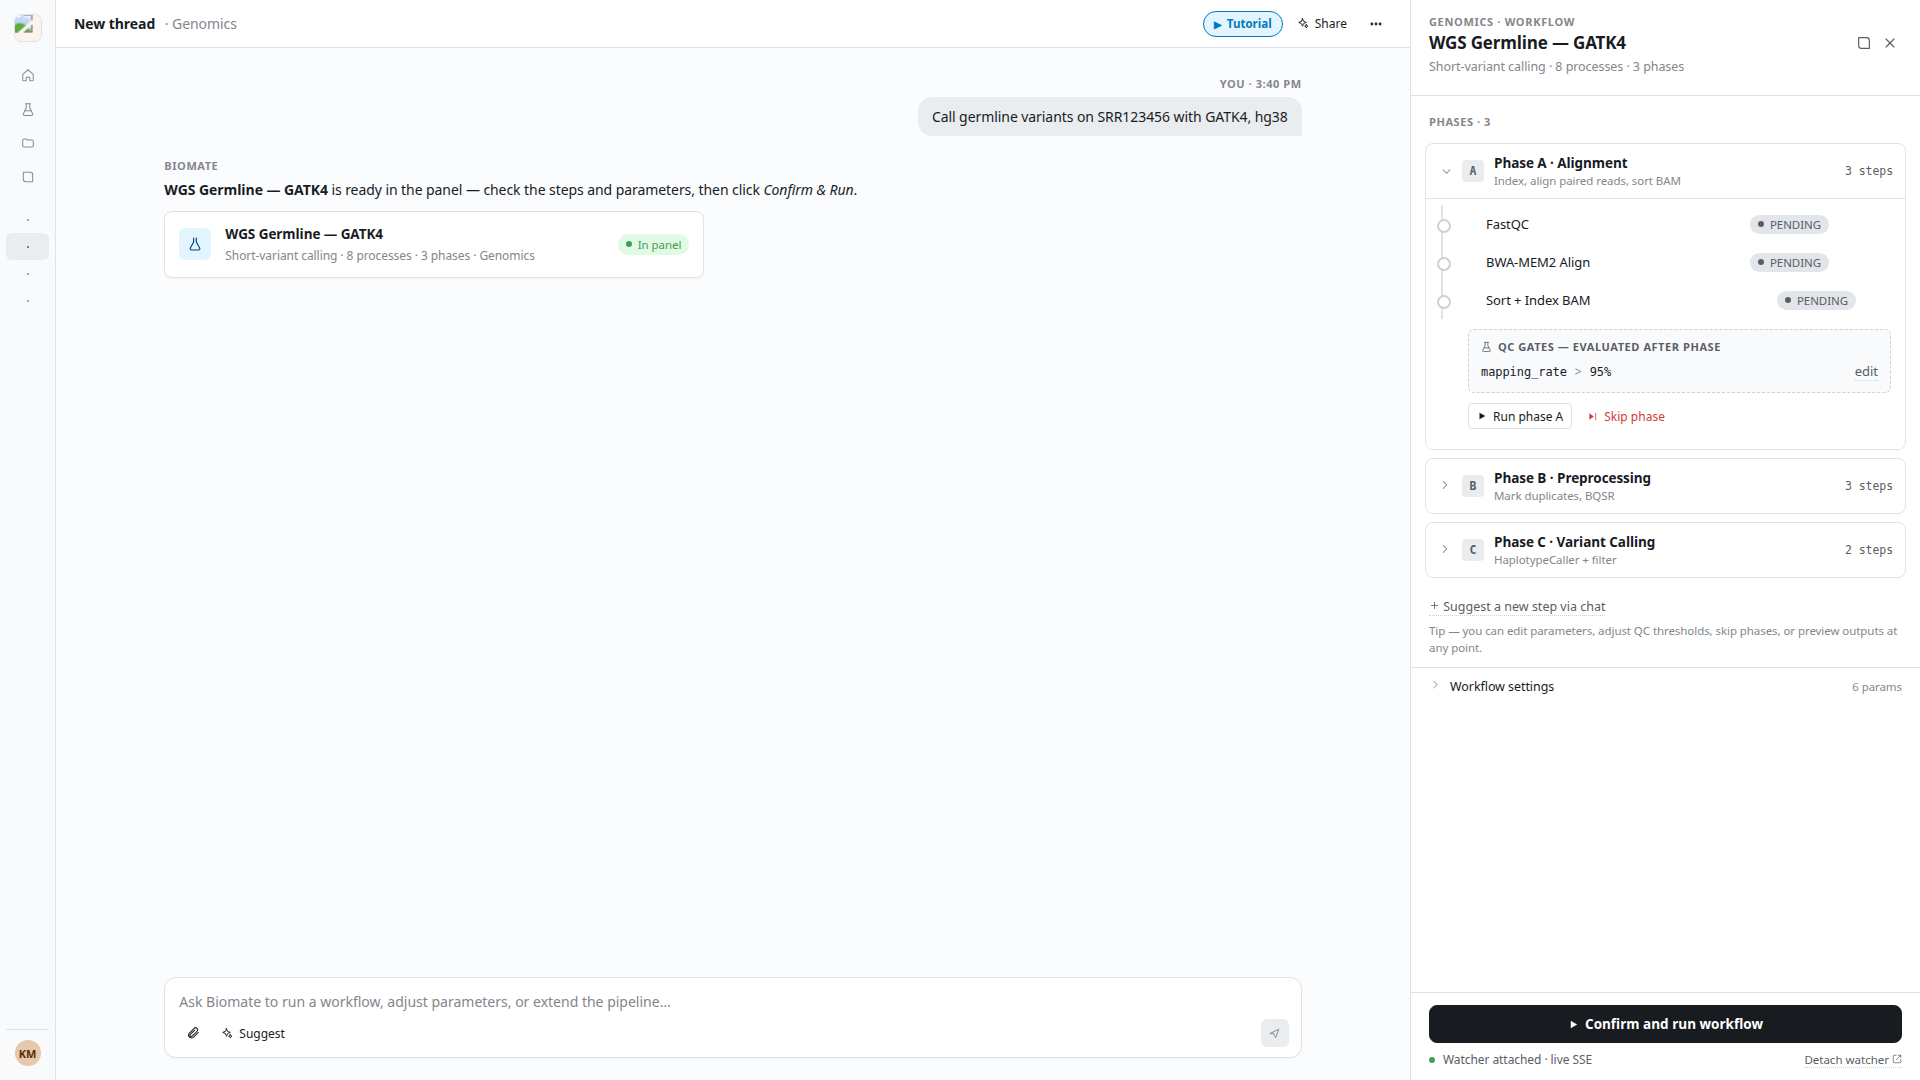 New thread · Genomics
▶ Tutorial
Share
YOU · 3:40 PM
Call germline variants on SRR123456 with GATK4, hg38
BIOMATE
WGS Germline — GATK4 is ready in the panel — check the steps and parameters, then click Confirm & Run.
WGS Germline — GATK4
Short-variant calling · 8 processes · 3 phases · Genomics
In panel
Ask Biomate to run a workflow, adjust parameters, or extend the pipeline...
Suggest
KM
GENOMICS · WORKFLOW
WGS Germline — GATK4
Short-variant calling · 8 processes · 3 phases
PHASES · 3
A
Phase A · Alignment
Index, align paired reads, sort BAM
3 steps
FastQC
PENDING
BWA-MEM2 Align
PENDING
Sort + Index BAM
PENDING
QC GATES — EVALUATED AFTER PHASE
mapping_rate > 95%
edit
Run phase A
Skip phase
B
Phase B · Preprocessing
Mark duplicates, BQSR
3 steps
C
Phase C · Variant Calling
HaplotypeCaller + filter
2 steps
+ Suggest a new step via chat
Tip — you can edit parameters, adjust QC thresholds, skip phases, or preview outputs at
any point.
Workflow settings
6 params
Confirm and run workflow
Watcher attached · live SSE
Detach watcher